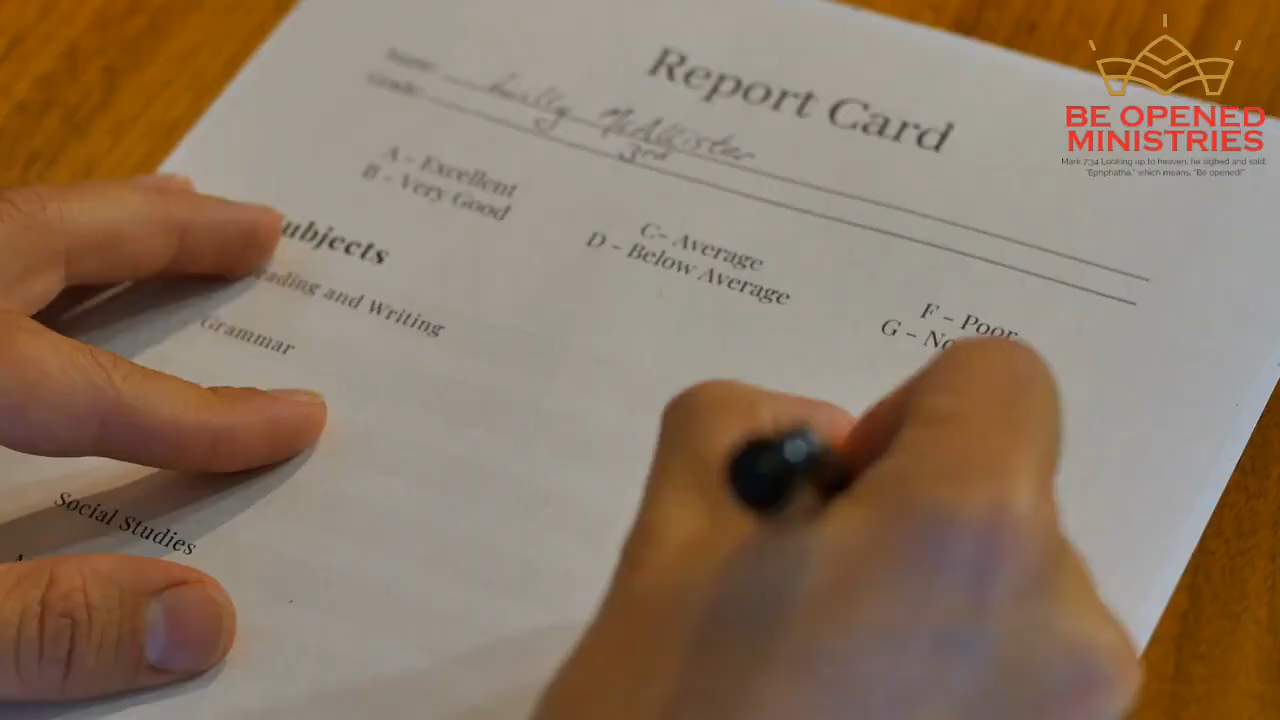 Report Card
Name McAllister
Grade 3rd
A - Excellent
B - Very Good
C- Average
D - Below Average
F - Poor
G -
Subjects
Reading and Writing
Grammar
Social Studies
BE OPENED
MINISTRIES
Mark 7:34 Looking up to heaven, he sighed and said,
"Ephphatha," which means, "Be opened!"